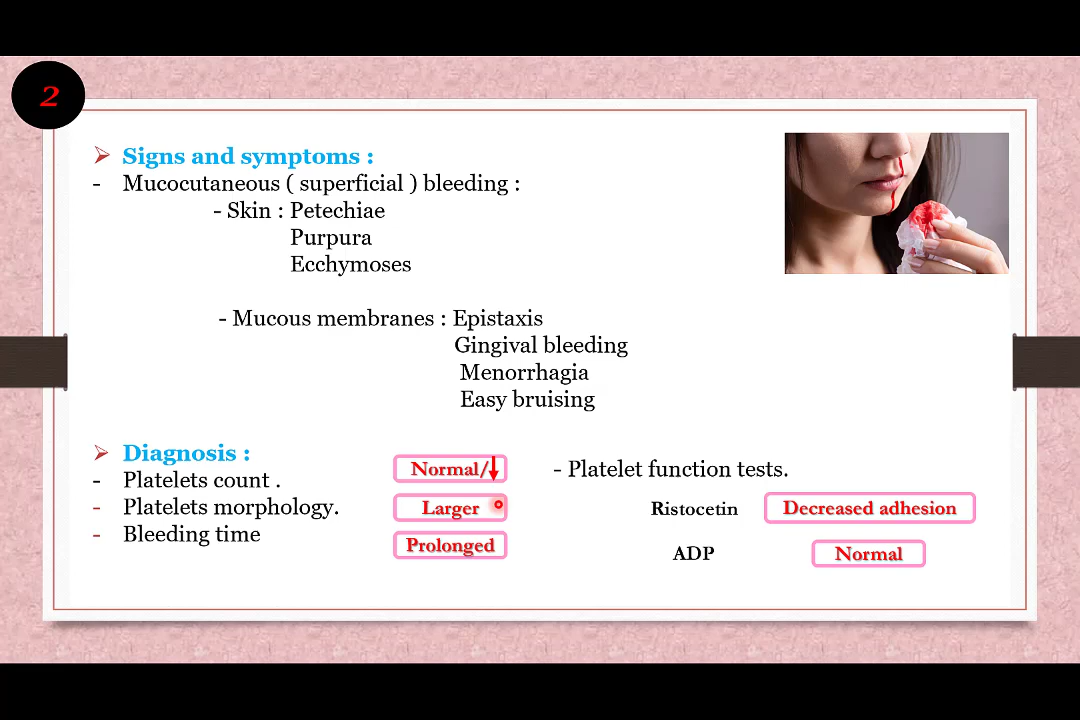 2
Signs and symptoms :
- Mucocutaneous ( superficial ) bleeding :
- Skin : Petechiae
Purpura
Ecchymoses
- Mucous membranes : Epistaxis
Gingival bleeding
Menorrhagia
Easy bruising
Diagnosis :
- Platelets count .
Normal/↓
- Platelets morphology.
Larger
- Bleeding time
Prolonged
- Platelet function tests.
Ristocetin
Decreased adhesion
ADP
Normal